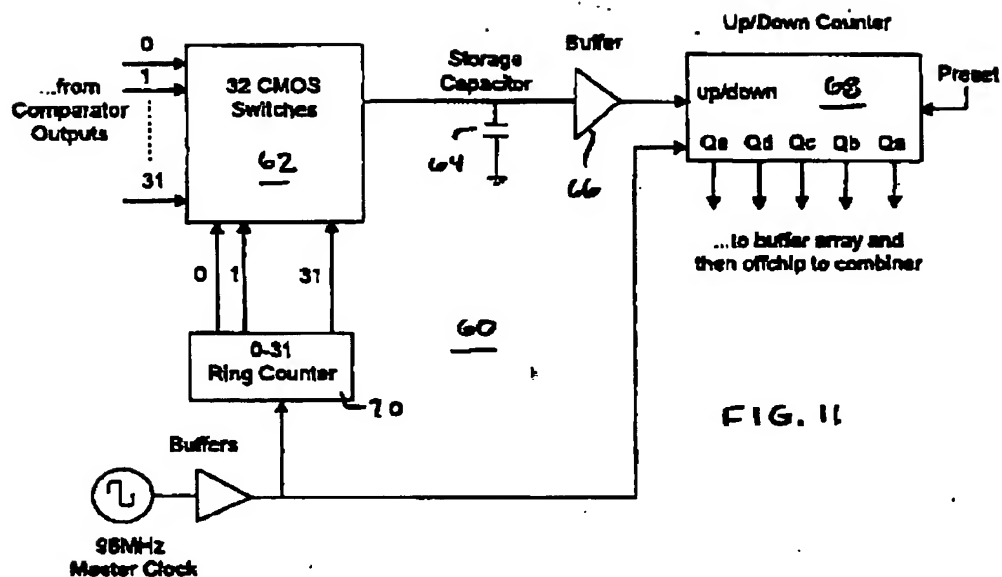 Up/Down Counter
0
1
...from
Comparator
Outputs
31
32 CMOS
Switches
62
Storage
Capacitor
64
Buffer
66
up/down
68
Qe Qd Qc Qb Qa
Preset
...to buffer array and
then offchip to combiner
0
1
31
0-31
Ring Counter
70
60
FIG. 11
Buffers
96MHz
Master Clock